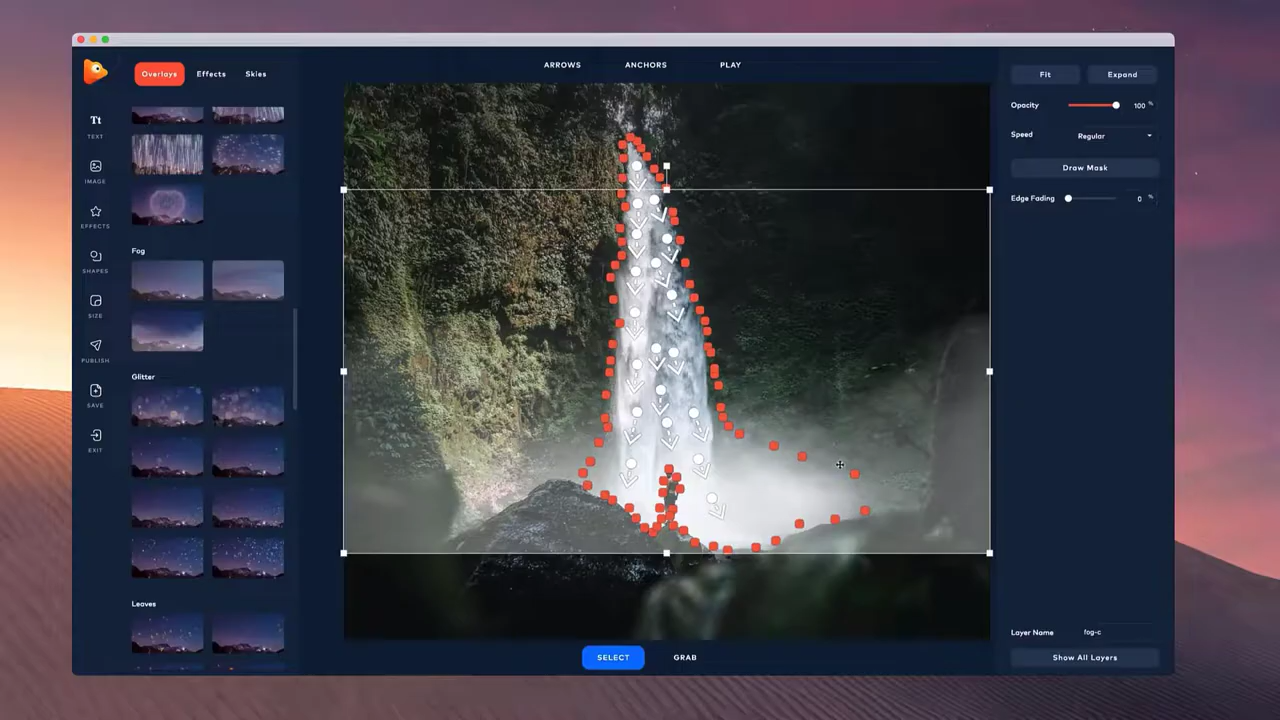 ARROWS
ANCHORS
PLAY
Overlays
Effects
Skies
Tt
TEXT
IMAGE
EFFECTS
SHAPES
SIZE
PUBLISH
SAVE
EXIT
Fog
Glitter
Leaves
Fit
Expand
Opacity
100 %
Speed
Regular
Draw Mask
Edge Fading
0 %
Layer Name
fog-c
Show All Layers
SELECT
GRAB